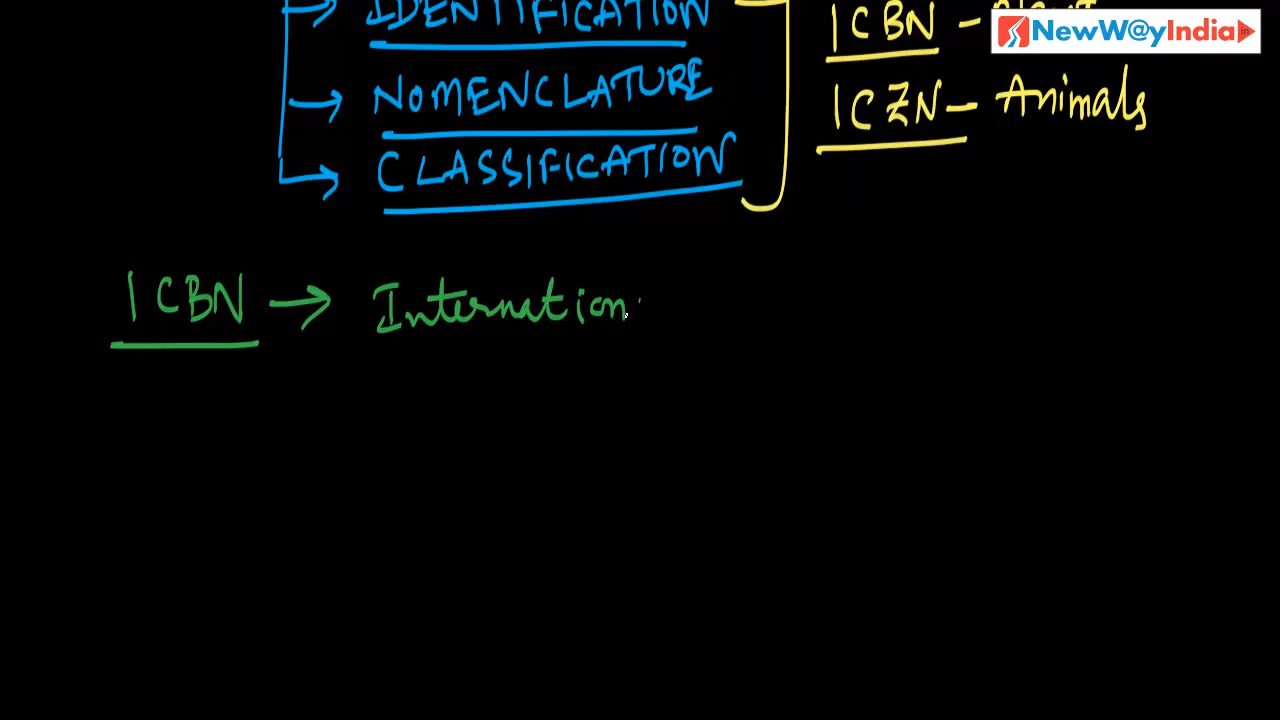 → IDENTIFICATION
ICBN –
NewW@yIndia
→ NOMENCLATURE
ICZN – Animals
→ CLASSIFICATION
ICBN → Internation